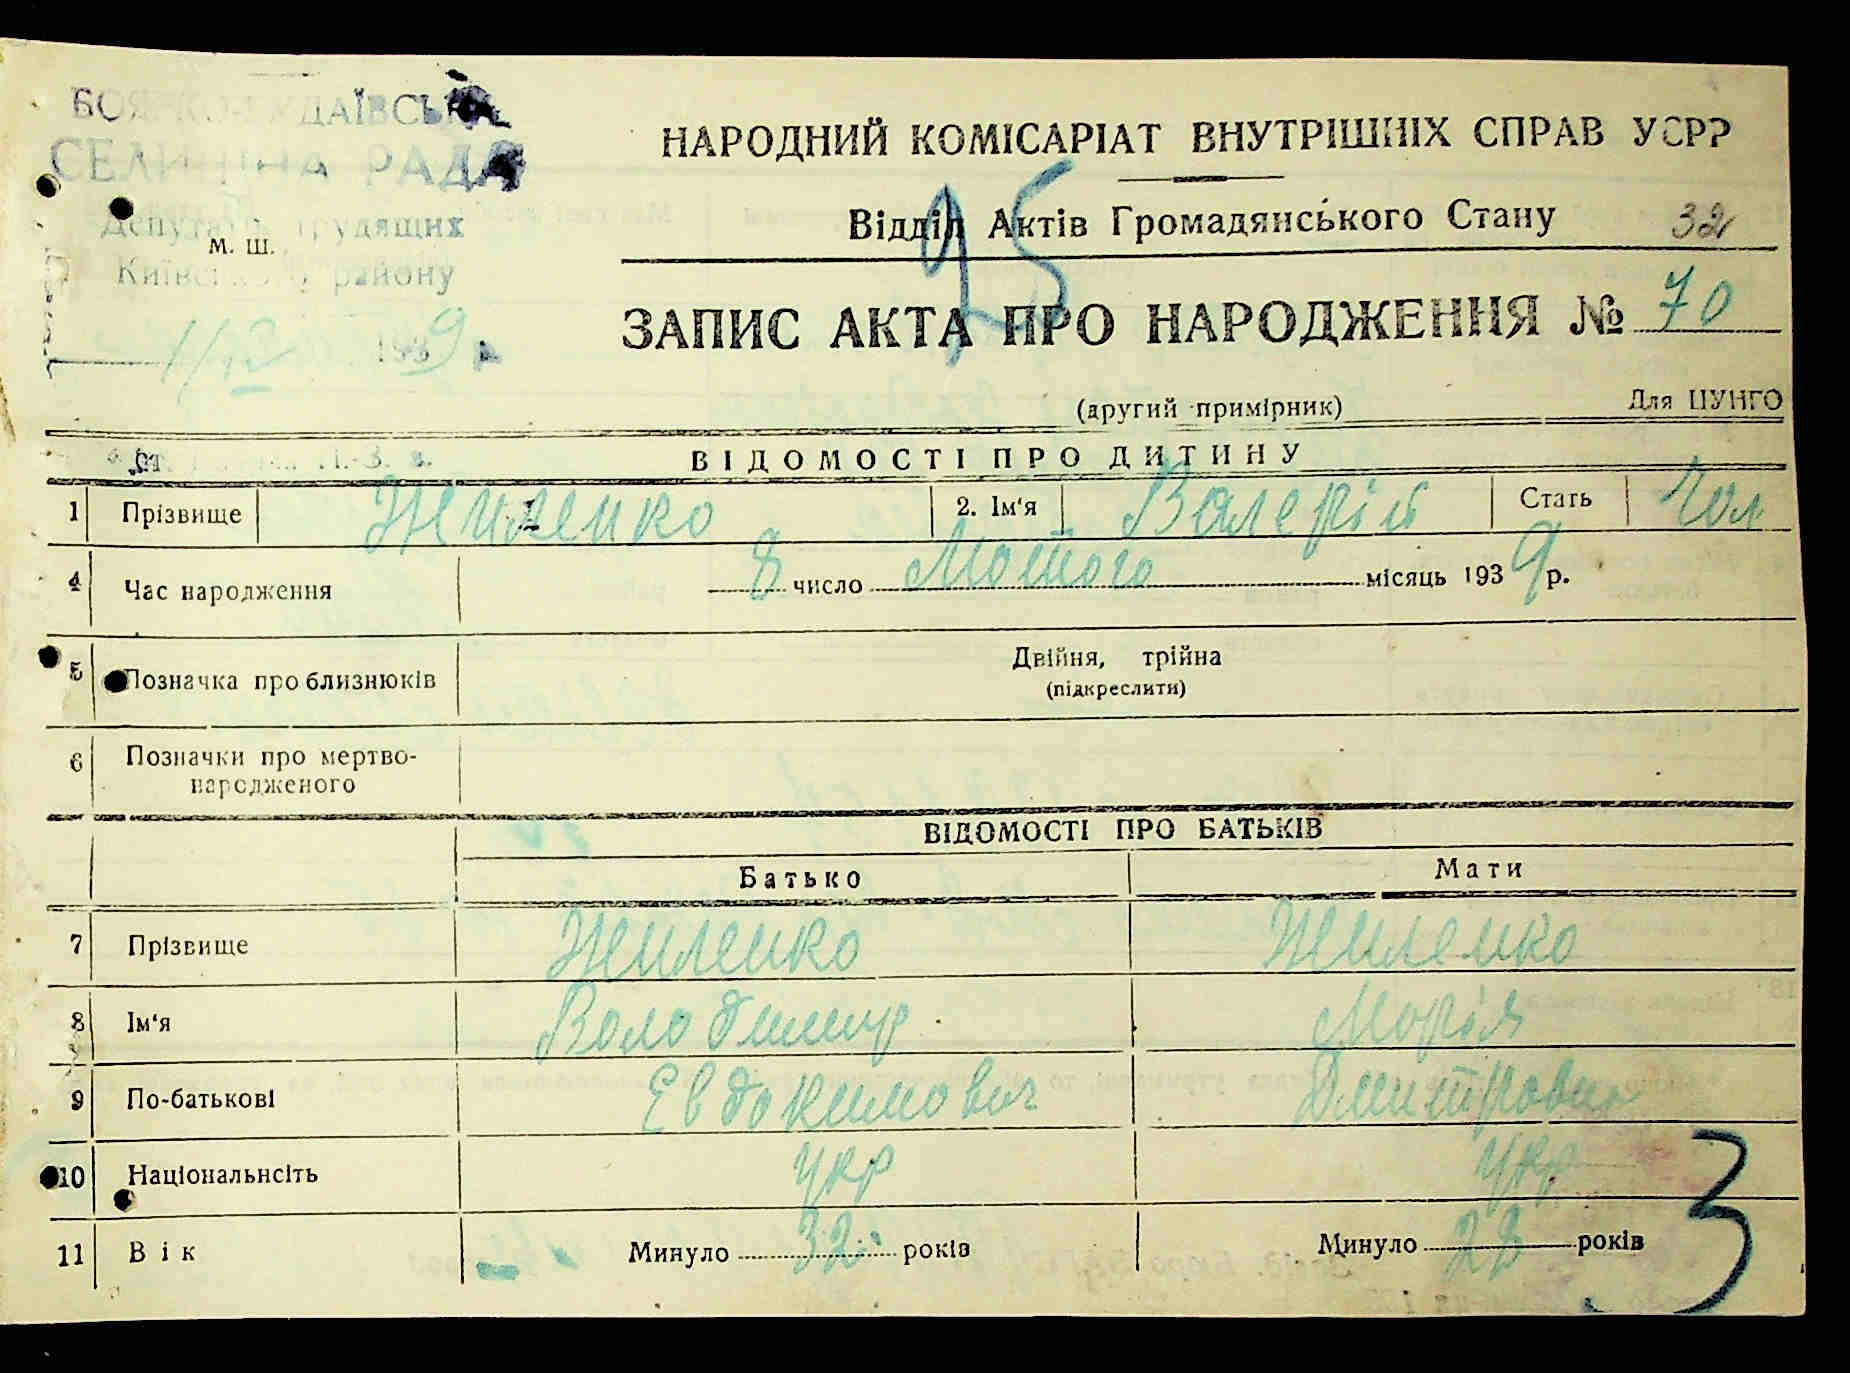 БОЯРКО-БУДАЇВСЬКА
СЕЛИЩНА РАДА
Депутатів трудящих
М. Ш.
Київського району
1/ІЗ 1939 р.
НАРОДНИЙ КОМІСАРІАТ ВНУТРІШНІХ СПРАВ УСРР
95
Відділ Актів Громадянського Стану 32
ЗАПИС АКТА ПРО НАРОДЖЕННЯ № 70
(другий примірник) Для ЦУНГО
ВІДОМОСТІ ПРО ДИТИНУ
1 Прізвище Жиленко 2. Ім'я Валерій Стать Чол
4 Час народження 8 число Лютого місяць 1939 р.
5 Позначка про близнюків Двійня, трійна
(підкреслити)
6 Позначки про мертво-
народженого
ВІДОМОСТІ ПРО БАТЬКІВ
Батько Мати
7 Прізвище Жиленко Жиленко
8 Ім'я Володимир Марія
9 По-батькові Евдокимович Дмитровна
10 Національнсіть укр укр
11 Вік Минуло 32 років Минуло 28 років
3